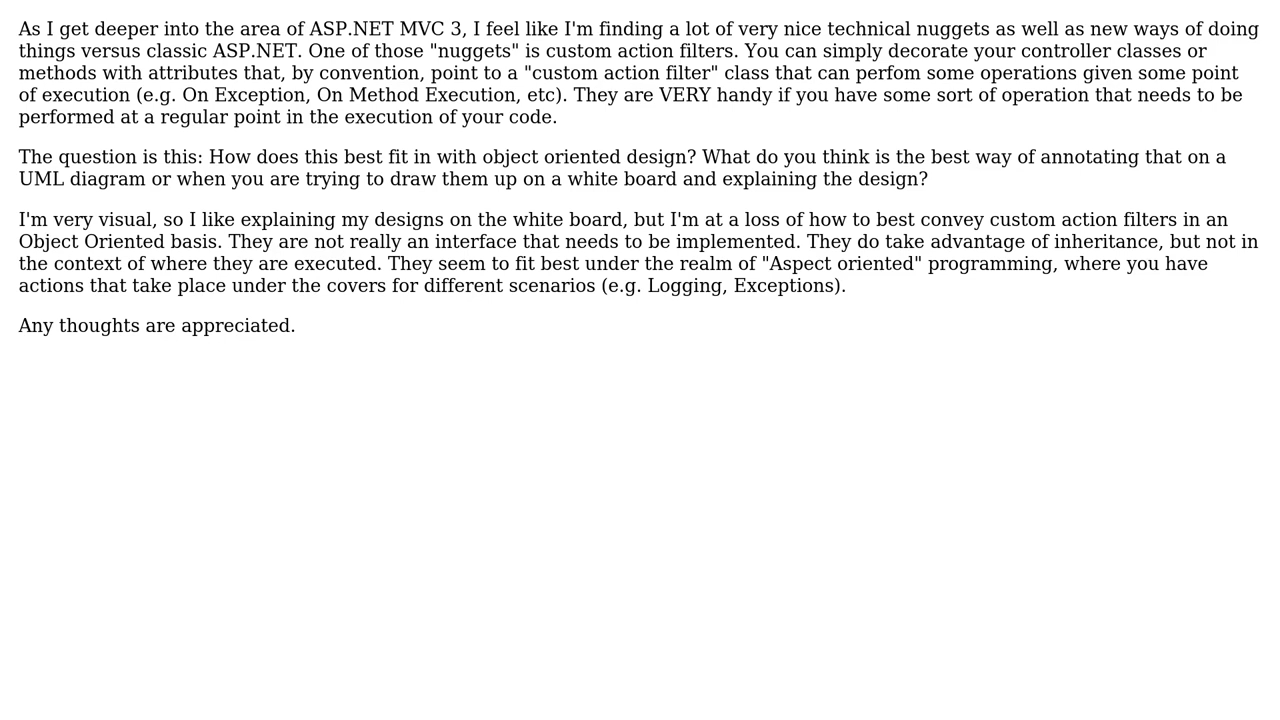 As I get deeper into the area of ASP.NET MVC 3, I feel like I'm finding a lot of very nice technical nuggets as well as new ways of doing
things versus classic ASP.NET. One of those "nuggets" is custom action filters. You can simply decorate your controller classes or
methods with attributes that, by convention, point to a "custom action filter" class that can perfom some operations given some point
of execution (e.g. On Exception, On Method Execution, etc). They are VERY handy if you have some sort of operation that needs to be
performed at a regular point in the execution of your code.
The question is this: How does this best fit in with object oriented design? What do you think is the best way of annotating that on a
UML diagram or when you are trying to draw them up on a white board and explaining the design?
I'm very visual, so I like explaining my designs on the white board, but I'm at a loss of how to best convey custom action filters in an
Object Oriented basis. They are not really an interface that needs to be implemented. They do take advantage of inheritance, but not in
the context of where they are executed. They seem to fit best under the realm of "Aspect oriented" programming, where you have
actions that take place under the covers for different scenarios (e.g. Logging, Exceptions).
Any thoughts are appreciated.